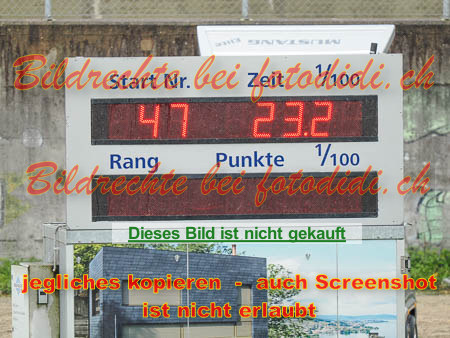 MUSTANG Elite
Bildrechte bei fotodidi.ch
Start Nr. Zeit 1/100
47 23.2
Rang Punkte 1/100
Bildrechte bei fotodidi.ch
Dieses Bild ist nicht gekauft
jegliches kopieren - auch Screenshot
ist nicht erlaubt